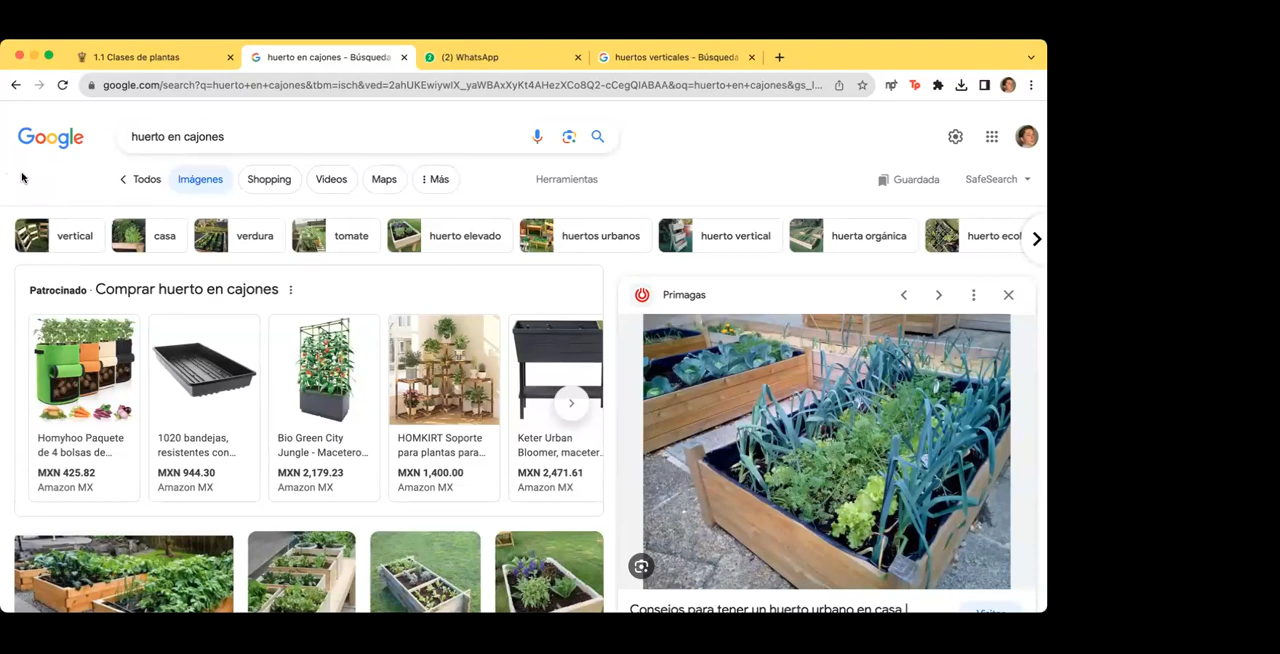 1.1 Clases de plantas
huerto en cajones - Búsqueda
(2) WhatsApp
huertos verticales - Búsqueda
google.com/search?q=huerto+en+cajones&tbm=isch&ved=2ahUKEwiywIX_yaWBAxXyKt4AHezXCo8Q2-cCegQIABAA&oq=huerto+en+cajones&gs_l...
Google
huerto en cajones
Todos
Imágenes
Shopping
Videos
Maps
Más
Herramientas
Guardada
SafeSearch
vertical
casa
verdura
tomate
huerto elevado
huertos urbanos
huerto vertical
huerta orgánica
huerto ecol
Patrocinado · Comprar huerto en cajones
Homyhoo Paquete
de 4 bolsas de...
MXN 425.82
Amazon MX
1020 bandejas,
resistentes con...
MXN 944.30
Amazon MX
Bio Green City
Jungle - Macetero...
MXN 2,179.23
Amazon MX
HOMKIRT Soporte
para plantas para...
MXN 1,400.00
Amazon MX
Keter Urban
Bloomer, maceter...
MXN 2,471.61
Amazon MX
Primagas
Consejos para tener un huerto urbano en casa |